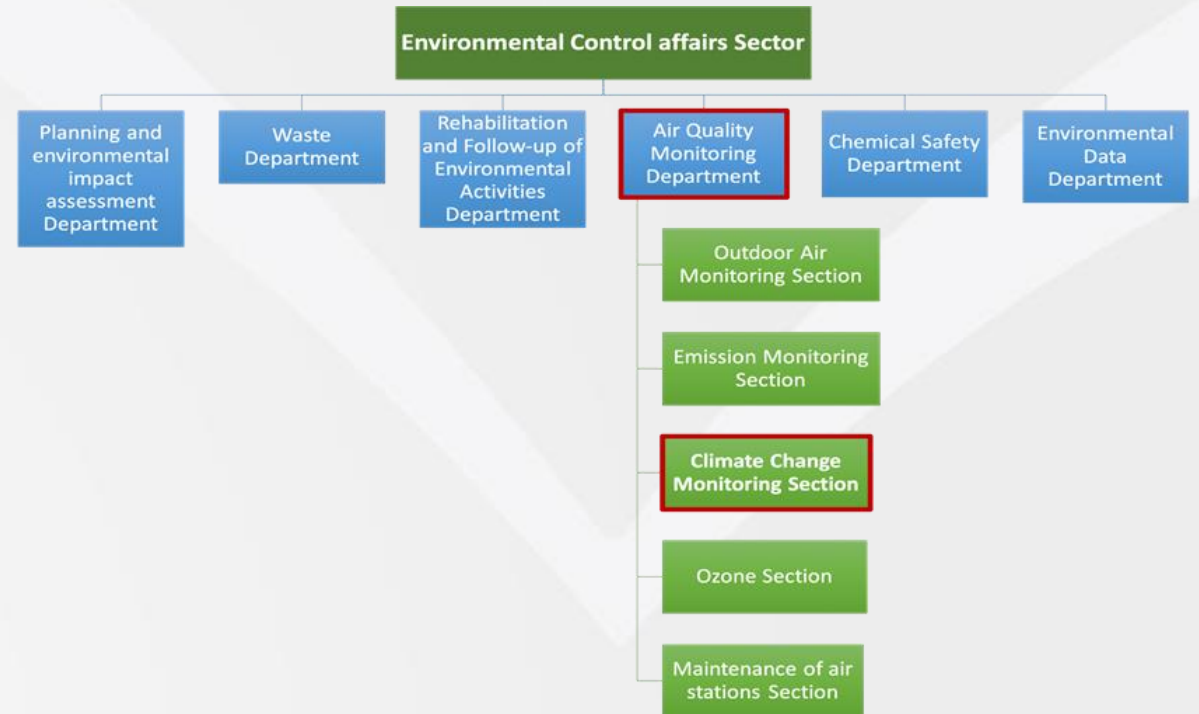 Environmental Control affairs Sector
Planning and
environmental
impact
assessment
Department
Waste
Department
Rehabilitation
and Follow-up of
Environmental
Activities
Department
Air Quality
Monitoring
Department
Chemical Safety
Department
Environmental
Data
Department
Outdoor Air
Monitoring Section
Emission Monitoring
Section
Climate Change
Monitoring Section
Ozone Section
Maintenance of air
stations Section